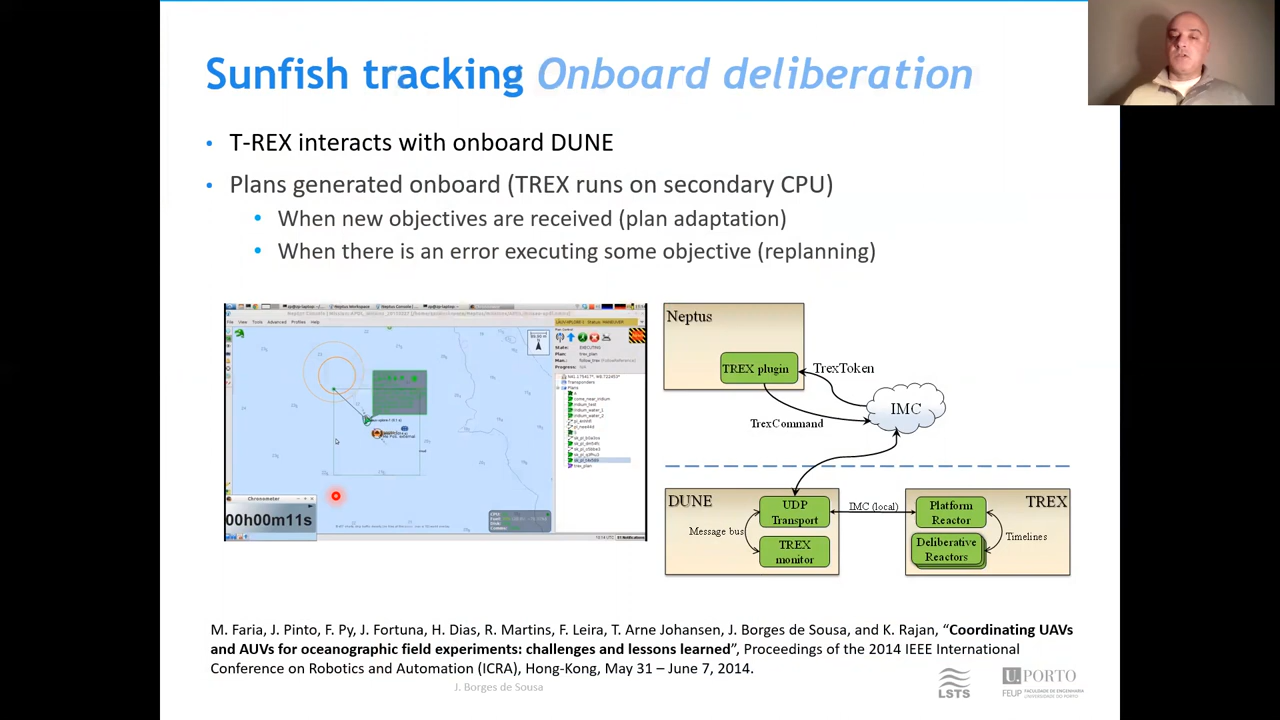 Sunfish tracking Onboard deliberation
• T-REX interacts with onboard DUNE
• Plans generated onboard (TREX runs on secondary CPU)
• When new objectives are received (plan adaptation)
• When there is an error executing some objective (replanning)
Chronometer
00h00m11s
Neptus
TREX plugin
TrexToken
IMC
TrexCommand
DUNE
UDP
Transport
Message bus
TREX
monitor
IMC (local)
Platform
Reactor
TREX
Deliberative
Reactors
Timelines
M. Faria, J. Pinto, F. Py, J. Fortuna, H. Dias, R. Martins, F. Leira, T. Arne Johansen, J. Borges de Sousa, and K. Rajan, “Coordinating UAVs
and AUVs for oceanographic field experiments: challenges and lessons learned”, Proceedings of the 2014 IEEE International
Conference on Robotics and Automation (ICRA), Hong-Kong, May 31 – June 7, 2014.
J. Borges de Sousa
LSTS
U. PORTO
FEUP FACULDADE DE ENGENHARIA
UNIVERSIDADE DO PORTO